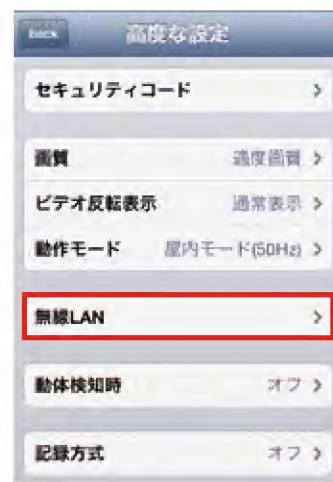 back 高度な設定
セキュリティコード
画質 適度画質
ビデオ反転表示 通常表示
動作モード 屋内モード(50Hz)
無線LAN
動体検知時 オフ
記録方式 オフ